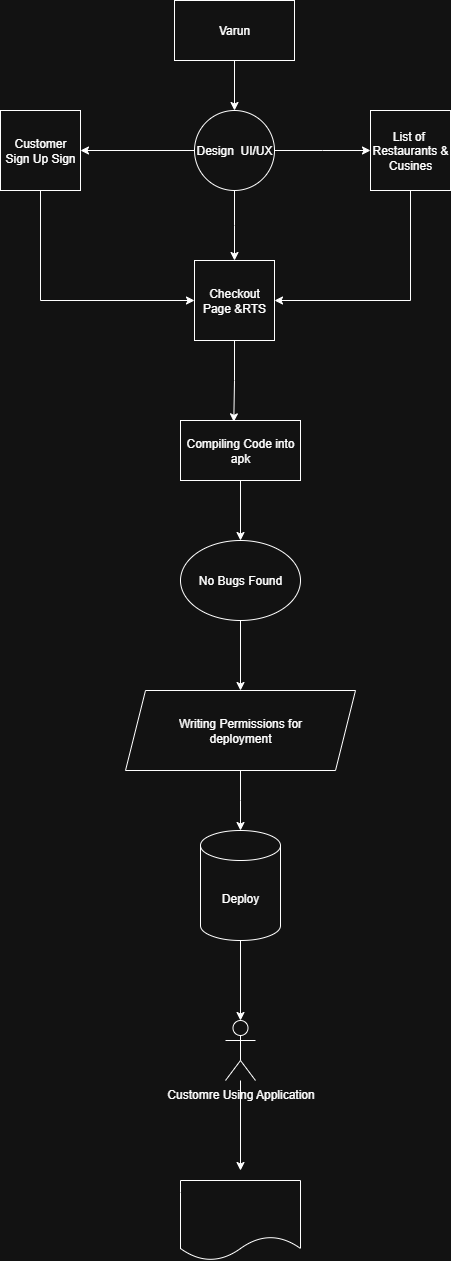 Varun
Customer
Sign Up Sign
Design UI/UX
List of
Restaurants &
Cusines
Checkout
Page &RTS
Compiling Code into
apk
No Bugs Found
Writing Permissions for
deployment
Deploy
Customre Using Application